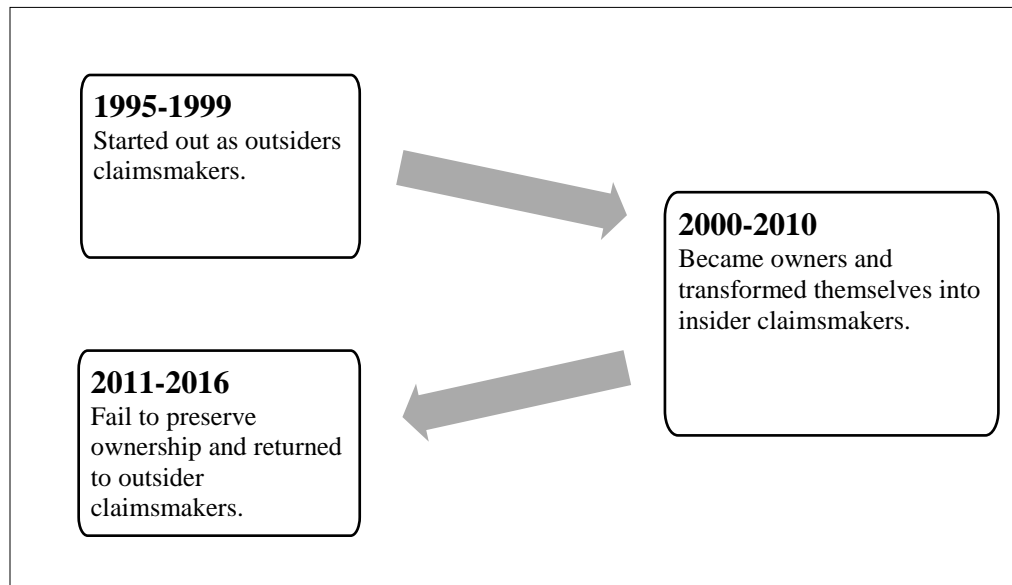 1995-1999
Started out as outsiders
claimsmakers.
2000-2010
Became owners and
transformed themselves into
insider claimsmakers.
2011-2016
Fail to preserve
ownership and returned
to outsider
claimsmakers.